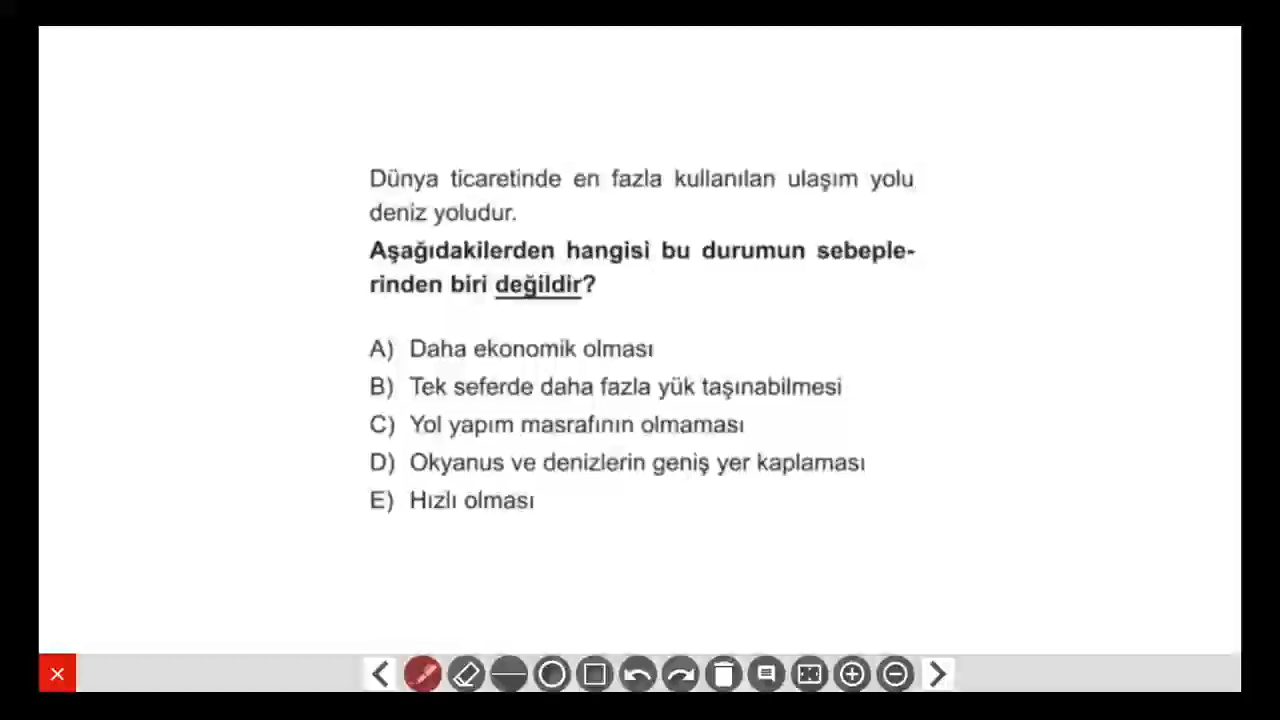 Dünya ticaretinde en fazla kullanılan ulaşım yolu
deniz yoludur.
Aşağıdakilerden hangisi bu durumun sebeple-
rinden biri değildir?
A) Daha ekonomik olması
B) Tek seferde daha fazla yük taşınabilmesi
C) Yol yapım masrafının olmaması
D) Okyanus ve denizlerin geniş yer kaplaması
E) Hızlı olması